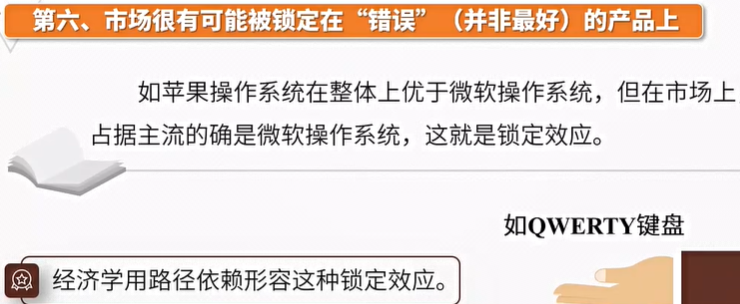 第六、市场很有可能被锁定在“错误”（并非最好）的产品上
如苹果操作系统在整体上优于微软操作系统，但在市场上
占据主流的确是微软操作系统，这就是锁定效应。
如QWERTY键盘
经济学用路径依赖形容这种锁定效应。